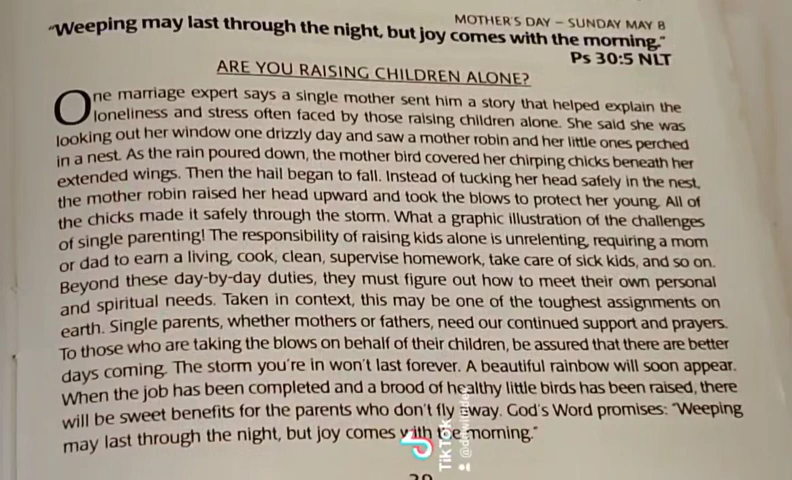 MOTHER'S DAY – SUNDAY MAY 8
"Weeping may last through the night, but joy comes with the morning."
Ps 30:5 NLT
ARE YOU RAISING CHILDREN ALONE?
One marriage expert says a single mother sent him a story that helped explain the
loneliness and stress often faced by those raising children alone. She said she was
looking out her window one drizzly day and saw a mother robin and her little ones perched
in a nest. As the rain poured down, the mother bird covered her chirping chicks beneath her
extended wings. Then the hail began to fall. Instead of tucking her head safely in the nest,
the mother robin raised her head upward and took the blows to protect her young. All of
the chicks made it safely through the storm. What a graphic illustration of the challenges
of single parenting! The responsibility of raising kids alone is unrelenting, requiring a mom
or dad to earn a living, cook, clean, supervise homework, take care of sick kids, and so on.
Beyond these day-by-day duties, they must figure out how to meet their own personal
and spiritual needs. Taken in context, this may be one of the toughest assignments on
earth. Single parents, whether mothers or fathers, need our continued support and prayers.
To those who are taking the blows on behalf of their children, be assured that there are better
days coming. The storm you're in won't last forever. A beautiful rainbow will soon appear.
When the job has been completed and a brood of healthy little birds has been raised, there
will be sweet benefits for the parents who don't fly away. God's Word promises: "Weeping
may last through the night, but joy comes with the morning."
TikTok